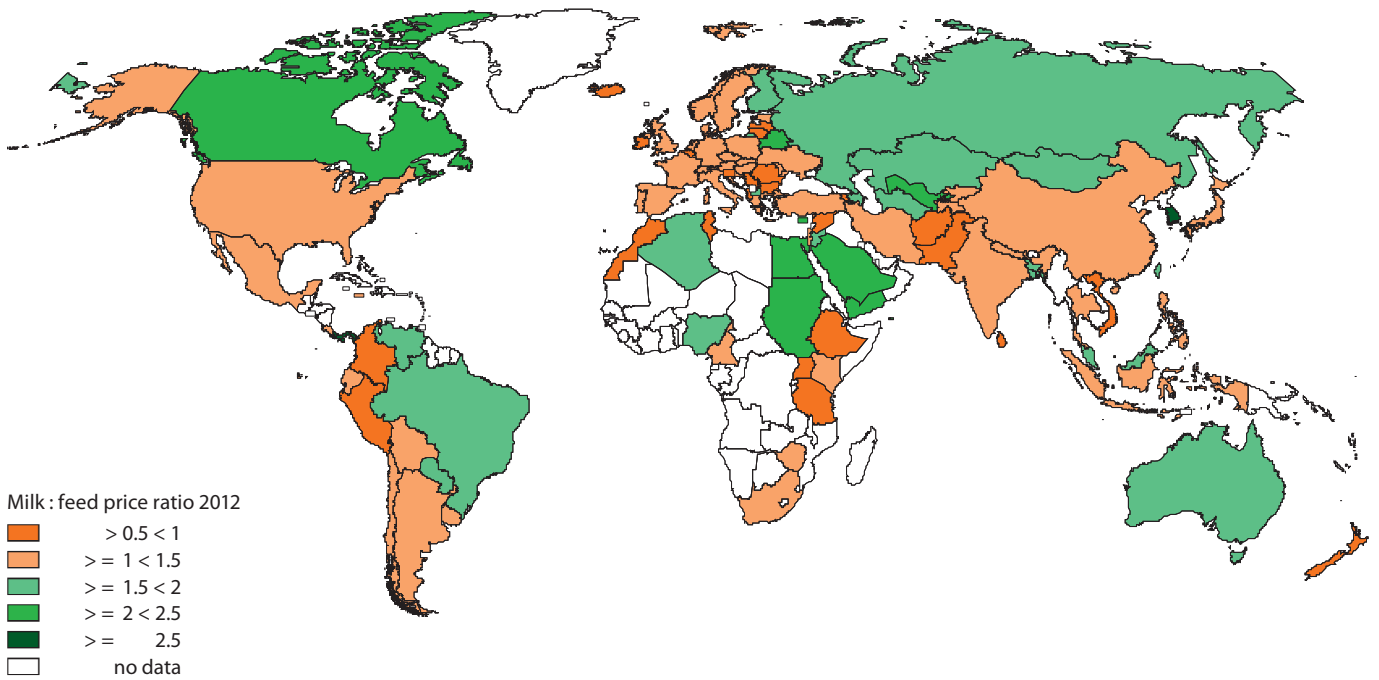 Milk : feed price ratio 2012
> 0.5 < 1
> = 1 < 1.5
> = 1.5 < 2
> = 2 < 2.5
> = 2.5
no data